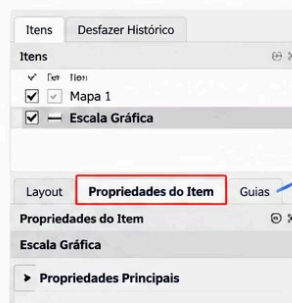 Itens Desfazer Histórico
Itens
Mapa 1
Escala Gráfica
Layout Propriedades do Item Guias
Propriedades do Item
Escala Gráfica
Propriedades Principais